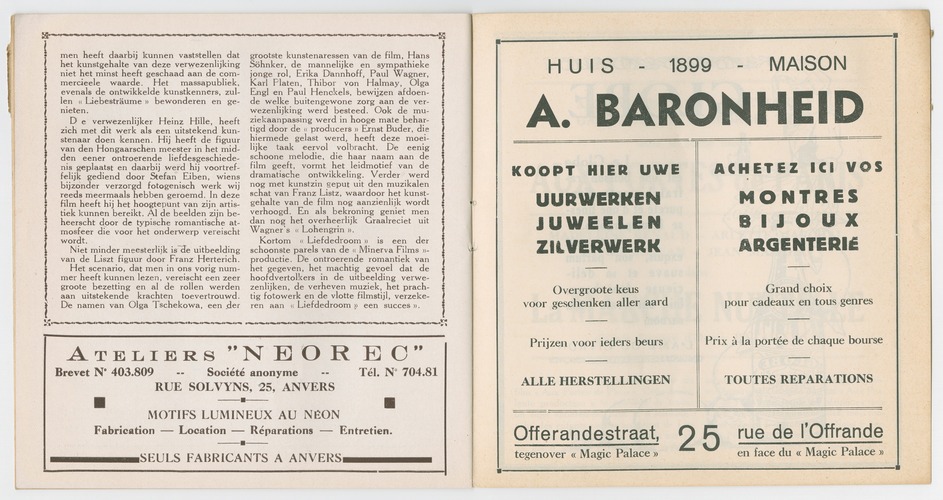 men heeft daarbij kunnen vaststellen dat
het kunstgehalte van deze verwezenlijking
niet het minst heeft geschaad aan de com-
mercieele waarde. Het massapubliek,
evenals de ontwikkelde kunstkenners, zul-
len « Liebesträume » bewonderen en ge-
nieten.
D e verwezenlijker Heinz Hille, heeft
zich met dit werk als een uitstekend kun-
stenaar doen kennen. Hij heeft de figuur
van den Hongaarschen meester in het mid-
den eener ontroerende liefdesgeschiede-
nis geplaatst en daarbij werd hij voortref-
felijk gediend door Stefan Eiben, wiens
bijzonder verzorgd fotogenisch werk wij
reeds meermaals hebben geroemd. In deze
film heeft hij het hoogtepunt van zijn artis-
tiek kunnen bereikt. Al de beelden zijn be-
heerscht door de typische romantische at-
mosfeer die voor het onderwerp vereischt
wordt.
Niet minder meesterlijk is de uitbeelding
van de Liszt figuur door Franz Herterich.
Het scenario, dat men in ons vorig num-
mer heeft kunnen lezen, vereischt een zeer
groote bezetting en al de rollen werden
aan uitstekende krachten toevertrouwd.
De namen van Olga Tschekowa, een der
grootste kunstenaressen van de film, Hans
Söhnker, de mannelijke en sympathieke
jonge rol, Erika Dannhoff, Paul Wagner,
Karl Flaten, Thibor von Halmay, Olga
Engl en Paul Henckels, bewijzen afdoen-
de welke buitengewone zorg aan de ver-
wezenlijking werd besteed. Ook de mu-
ziekaanpassing werd in hooge mate behar-
tigd door de « producers » Ernst Buder, die
hiermede gelast werd, heeft deze moei-
lijke taak eervol volbracht. De eenig
schoone melodie, die haar naam aan de
film geeft, vormt het leidmotief van de
dramatische ontwikkeling. Verder werd
nog met kunstzin geput uit den muzikalen
schat van Franz Listz, waardoor het kunst-
gehalte van de film nog aanzienlijk wordt
verhoogd. En als bekroning geniet men
dan nog het overheerlijk Graalreciet uit
Wagner's « Lohengrin ».
Kortom « Liefdedroom » is een der
schoonste parels van de « Minerva Films »-
productie. De ontroerende romantiek van
het gegeven, het machtig gevoel dat de
hoofdvertolkers in de uitbeelding verwe-
zenlijken, de verheven muziek, het prach-
tig fotowerk en de vlotte filmstijl, verzeke-
ren aan « Liefdedroom » een succes ».
ATELIERS "NEOREC"
Brevet N° 403.809 -- Société anonyme -- Tél. N° 704.81
RUE SOLVYNS, 25, ANVERS
MOTIFS LUMINEUX AU NÉON
Fabrication — Location — Réparations — Entretien.
SEULS FABRICANTS A ANVERS
HUIS - 1899 - MAISON
A. BARONHEID
KOOPT HIER UWE
UURWERKEN
JUWEELEN
ZILVERWERK
Overgroote keus
voor geschenken aller aard
Prijzen voor ieders beurs
ALLE HERSTELLINGEN
ACHETEZ ICI VOS
MONTRES
BIJOUX
ARGENTERIE
Grand choix
pour cadeaux en tous genres
Prix à la portée de chaque bourse
TOUTES REPARATIONS
Offerandestraat, 25 rue de l'Offrande
tegenover « Magic Palace » en face du « Magic Palace »